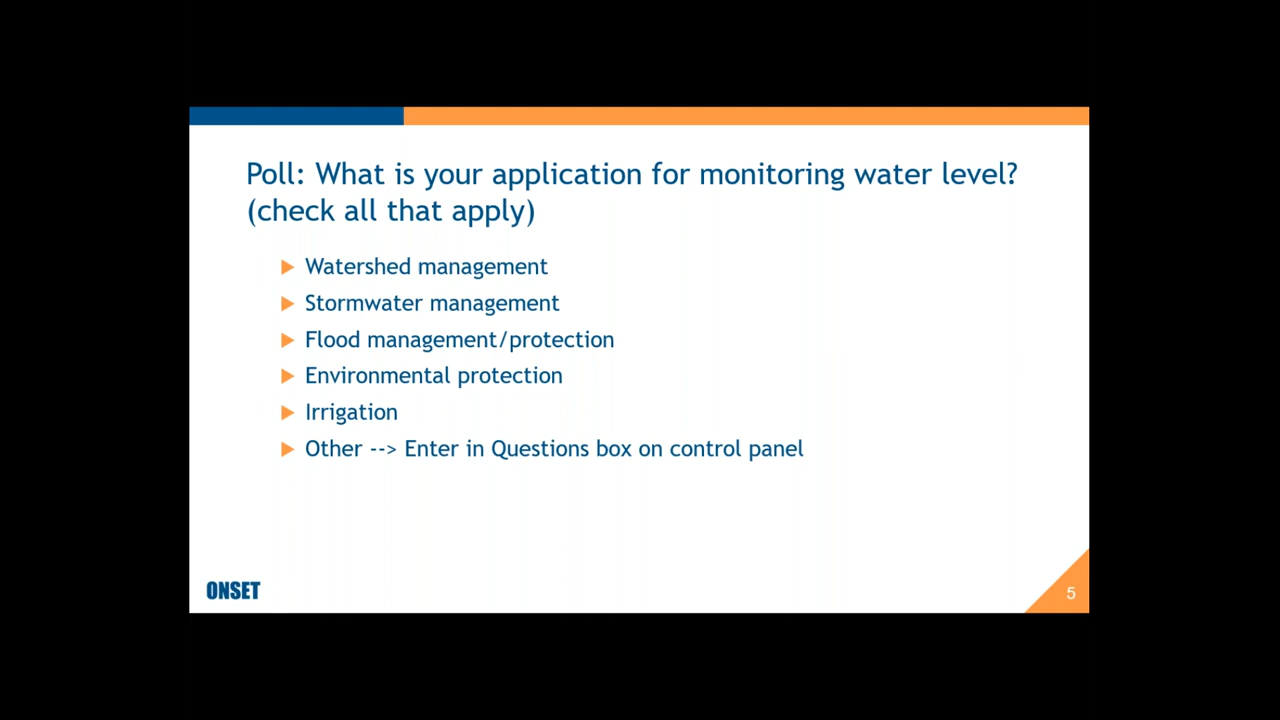 Poll: What is your application for monitoring water level?
(check all that apply)
Watershed management
Stormwater management
Flood management/protection
Environmental protection
Irrigation
Other --> Enter in Questions box on control panel
ONSET
5